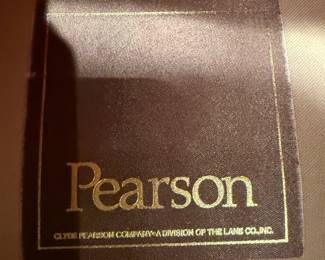 Pearson
CLYDE PEARSON COMPANY•A DIVISION OF THE LANE CO.,INC.